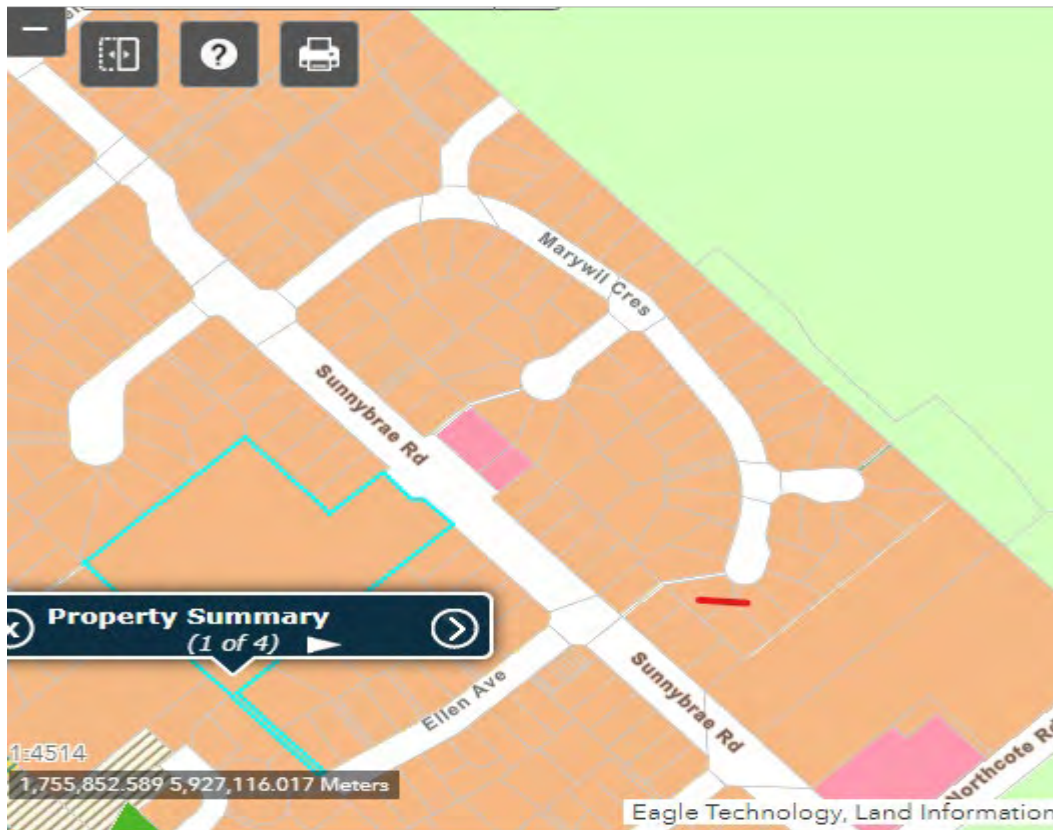 ?
Marywil Cres
Sunnybrae Rd
Property Summary
(1 of 4)
Ellen Ave
Sunnybrae Rd
Northcote Rd
1:4514
1,755,852.589 5,927,116.017 Meters
Eagle Technology, Land Information